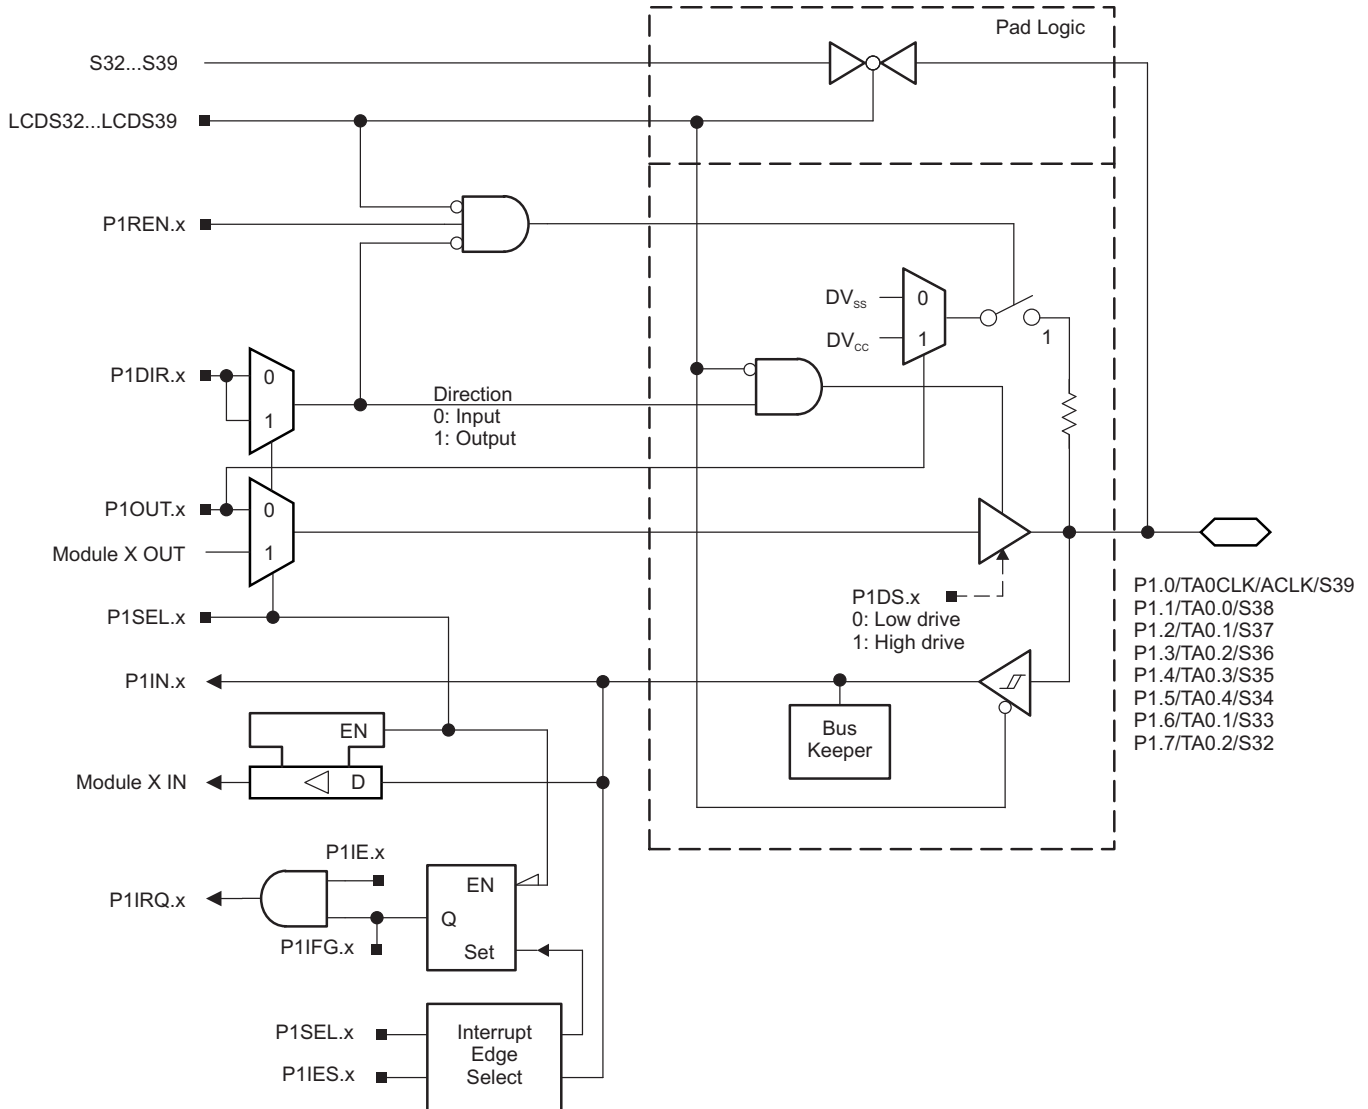 Pad Logic
S32...S39
LCDS32...LCDS39
P1REN.x
DVSS
0
DVCC
1
1
P1DIR.x
0
1
Direction
0: Input
1: Output
P1OUT.x
0
Module X OUT
1
P1SEL.x
P1DS.x
0: Low drive
1: High drive
P1.0/TA0CLK/ACLK/S39
P1.1/TA0.0/S38
P1.2/TA0.1/S37
P1.3/TA0.2/S36
P1.4/TA0.3/S35
P1.5/TA0.4/S34
P1.6/TA0.1/S33
P1.7/TA0.2/S32
P1IN.x
Bus
Keeper
EN
Module X IN
D
P1IE.x
P1IRQ.x
EN
Q
P1IFG.x
Set
P1SEL.x
P1IES.x
Interrupt
Edge
Select